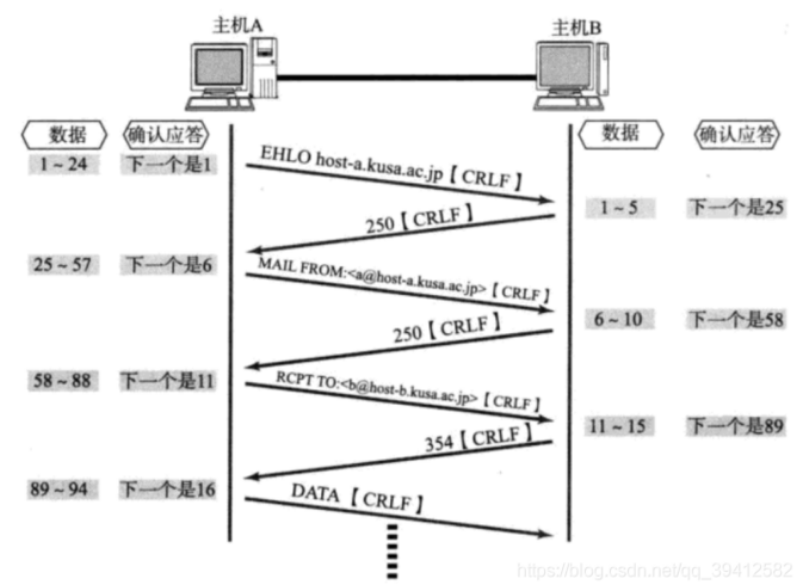 主机A
主机B
数据
确认应答
数据
确认应答
1~24
下一个是1
EHLO host-a.kusa.ac.jp【CRLF】
1~5
下一个是25
250【CRLF】
25~57
下一个是6
MAIL FROM:<a@host-a.kusa.ac.jp>【CRLF】
6~10
下一个是58
250【CRLF】
58~88
下一个是11
RCPT TO:<b@host-b.kusa.ac.jp>【CRLF】
11~15
下一个是89
354【CRLF】
89~94
下一个是16
DATA【CRLF】
https://blog.csdn.net/qq_39412582